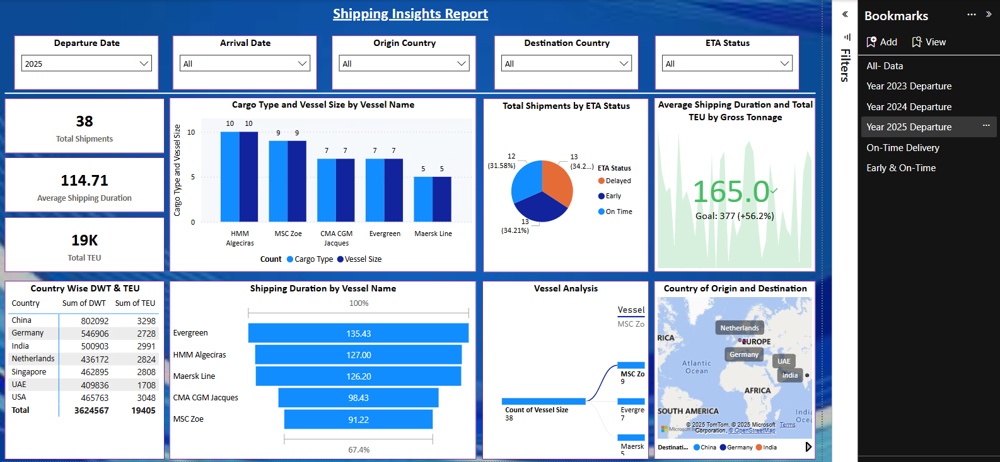 Shipping Insights Report
Departure Date
2025
Arrival Date
All
Origin Country
All
Destination Country
All
ETA Status
All
38
Total Shipments
114.71
Average Shipping Duration
19K
Total TEU
Cargo Type and Vessel Size by Vessel Name
Cargo Type and Vessel Size
10
5
0
10 10
9 9
7 7
7 7
5 5
HMM
Algeciras
MSC Zoe
CMA CGM
Jacques
Evergreen
Maersk Line
Count Cargo Type Vessel Size
Total Shipments by ETA Status
12
(31.58%)
13
(34.2...)
13
(34.21%)
ETA Status
Delayed
Early
On Time
Average Shipping Duration and Total
TEU by Gross Tonnage
165.0
Goal: 377 (+56.2%)
Country Wise DWT & TEU
Country Sum of DWT Sum of TEU
China 802092 3298
Germany 546906 2728
India 500903 2991
Netherlands 436172 2824
Singapore 462895 2808
UAE 409836 1708
USA 465763 3048
Total 3624567 19405
Shipping Duration by Vessel Name
100%
Evergreen 135.43
HMM Algeciras 127.00
Maersk Line 126.20
CMA CGM Jacques 98.43
MSC Zoe 91.22
67.4%
Vessel Analysis
Vessel
MSC Zo
Count of Vessel Size
38
MSC Zo
9
Evergre
7
Maersk
5
Country of Origin and Destination
Netherlands
RICA
EUROPE
Germany
Atlantic
Ocean
UAE
India
AFRICA
SOUTH AMERICA
Indi
Oce
© 2025 TomTom, © 2025 Microsoft Terms
Microsoft B
Corporation, © OpenStreetMap
Destinati... China Germany India
Filters
Bookmarks
Add View
All- Data
Year 2023 Departure
Year 2024 Departure
Year 2025 Departure
On-Time Delivery
Early & On-Time